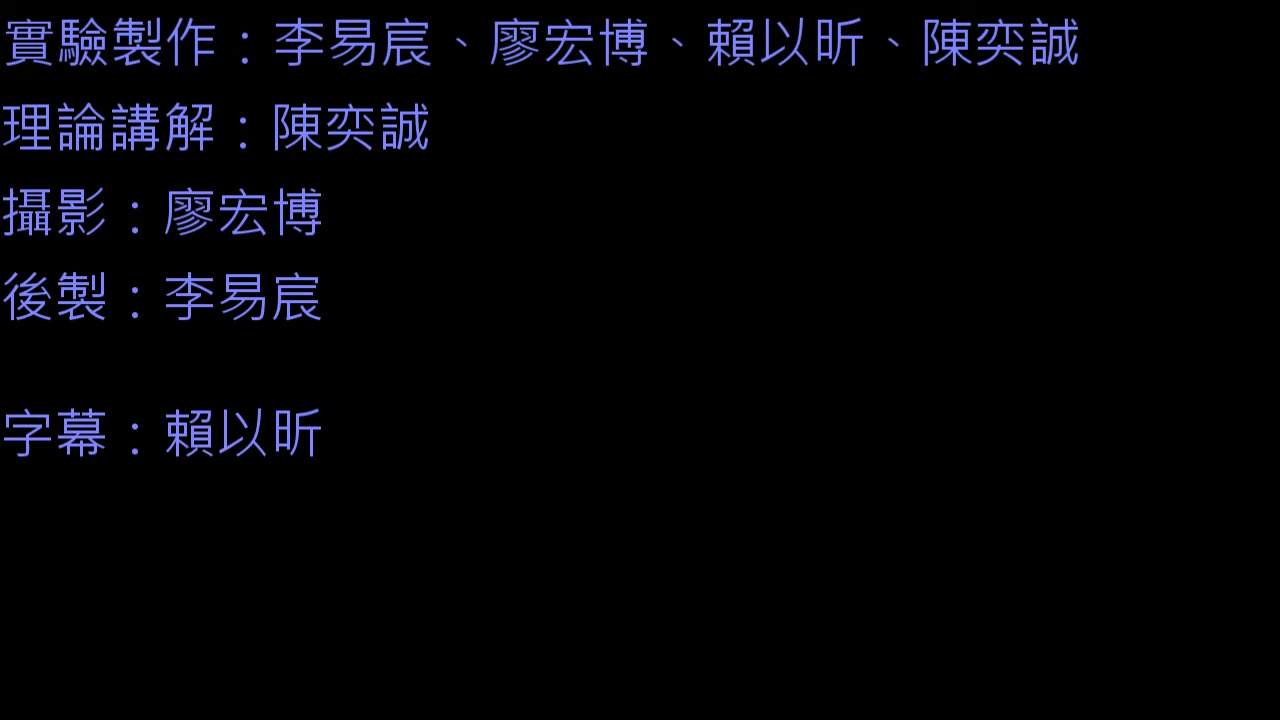 實驗製作：李易宸、廖宏博、賴以昕、陳奕誠
理論講解：陳奕誠
攝影：廖宏博
後製：李易宸
字幕：賴以昕